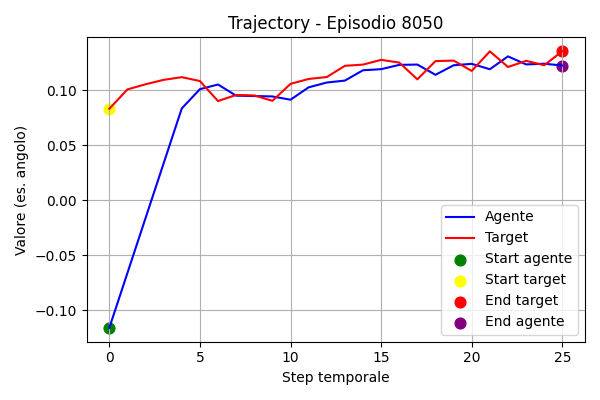 Trajectory - Episodio 8050
Valore (es. angolo)
0.10
0.05
0.00
−0.05
−0.10
0
5
10
15
20
25
Step temporale
Agente
Target
Start agente
Start target
End target
End agente